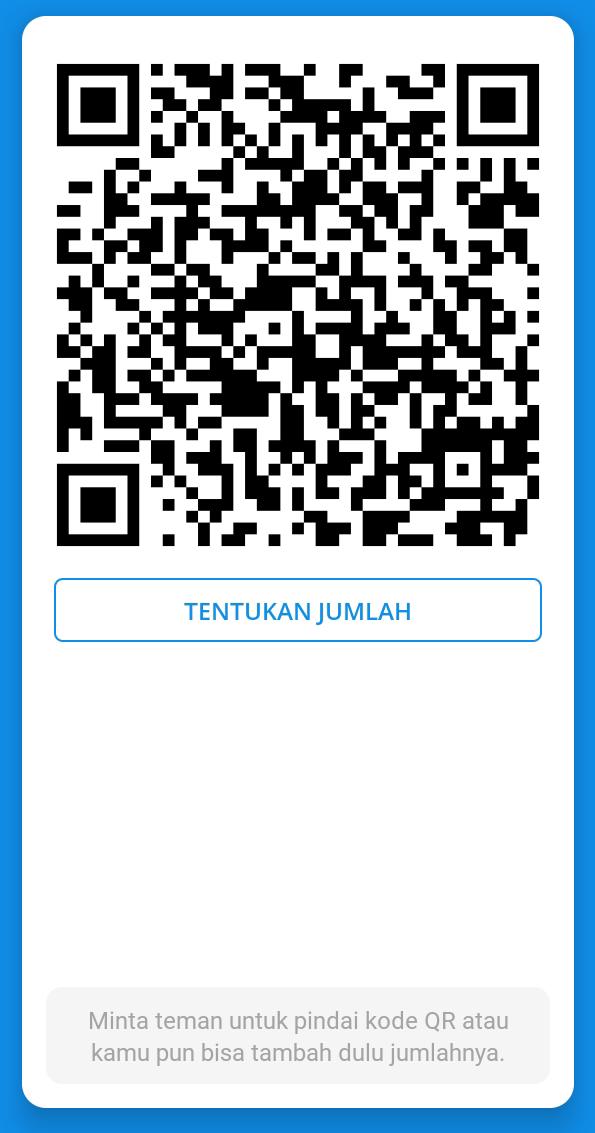 TENTUKAN JUMLAH
Minta teman untuk pindai kode QR atau
kamu pun bisa tambah dulu jumlahnya.